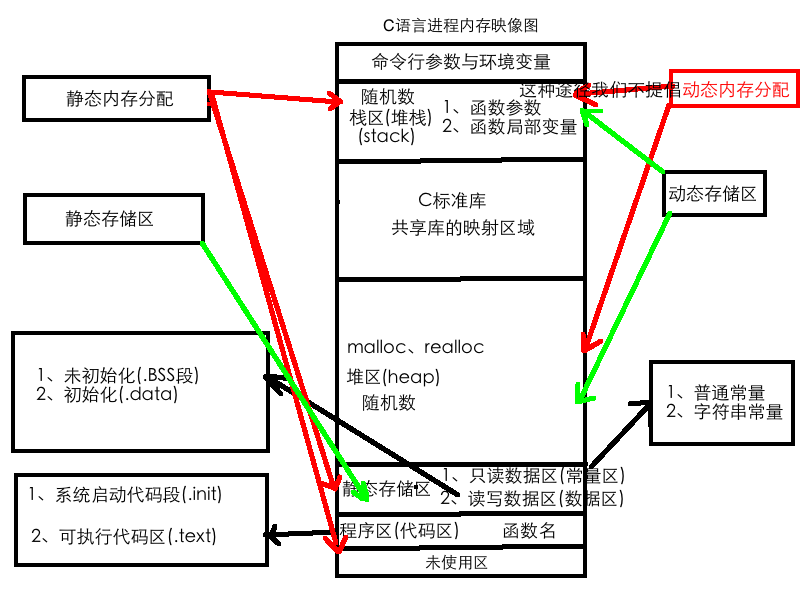 C语言进程内存映像图
命令行参数与环境变量
静态内存分配
随机数
栈区(堆栈)
(stack)
1、函数参数
2、函数局部变量
这种途径我们不提倡
动态内存分配
静态存储区
C标准库
共享库的映射区域
动态存储区
1、未初始化(.BSS段)
2、初始化(.data)
malloc、realloc
堆区(heap)
随机数
1、普通常量
2、字符串常量
静态存储区
1、只读数据区(常量区)
2、读写数据区(数据区)
1、系统启动代码段(.init)
2、可执行代码区(.text)
程序区(代码区)
函数名
未使用区